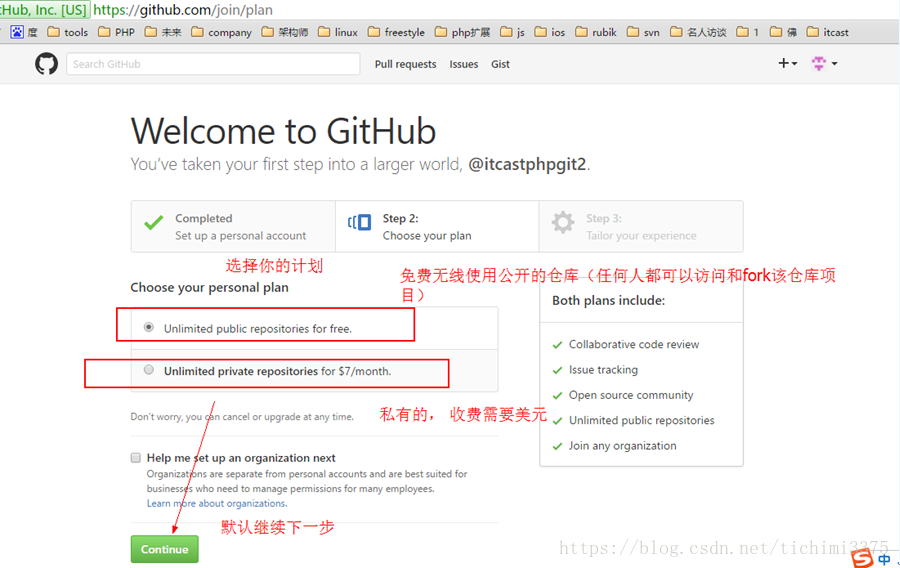 tHub, Inc. [US] https://github.com/join/plan
度 tools PHP 未来 company 架构师 linux freestyle php扩展 js ios rubik svn 名人访谈 1 佛 itcast
Search GitHub Pull requests Issues Gist
Welcome to GitHub
You've taken your first step into a larger world, @itcastphpgit2.
Completed
Set up a personal account
Step 2:
Choose your plan
Step 3:
Tailor your experience
选择你的计划
免费无线使用公开的仓库（任何人都可以访问和fork该仓库项
目）
Choose your personal plan
Unlimited public repositories for free.
Unlimited private repositories for $7/month.
Don't worry, you can cancel or upgrade at any time.
私有的， 收费需要美元
Both plans include:
Collaborative code review
Issue tracking
Open source community
Unlimited public repositories
Join any organization
Help me set up an organization next
Organizations are separate from personal accounts and are best suited for
businesses who need to manage permissions for many employees.
Learn more about organizations.
默认继续下一步
Continue
https://blog.csdn.net/tichimi3375
S 中